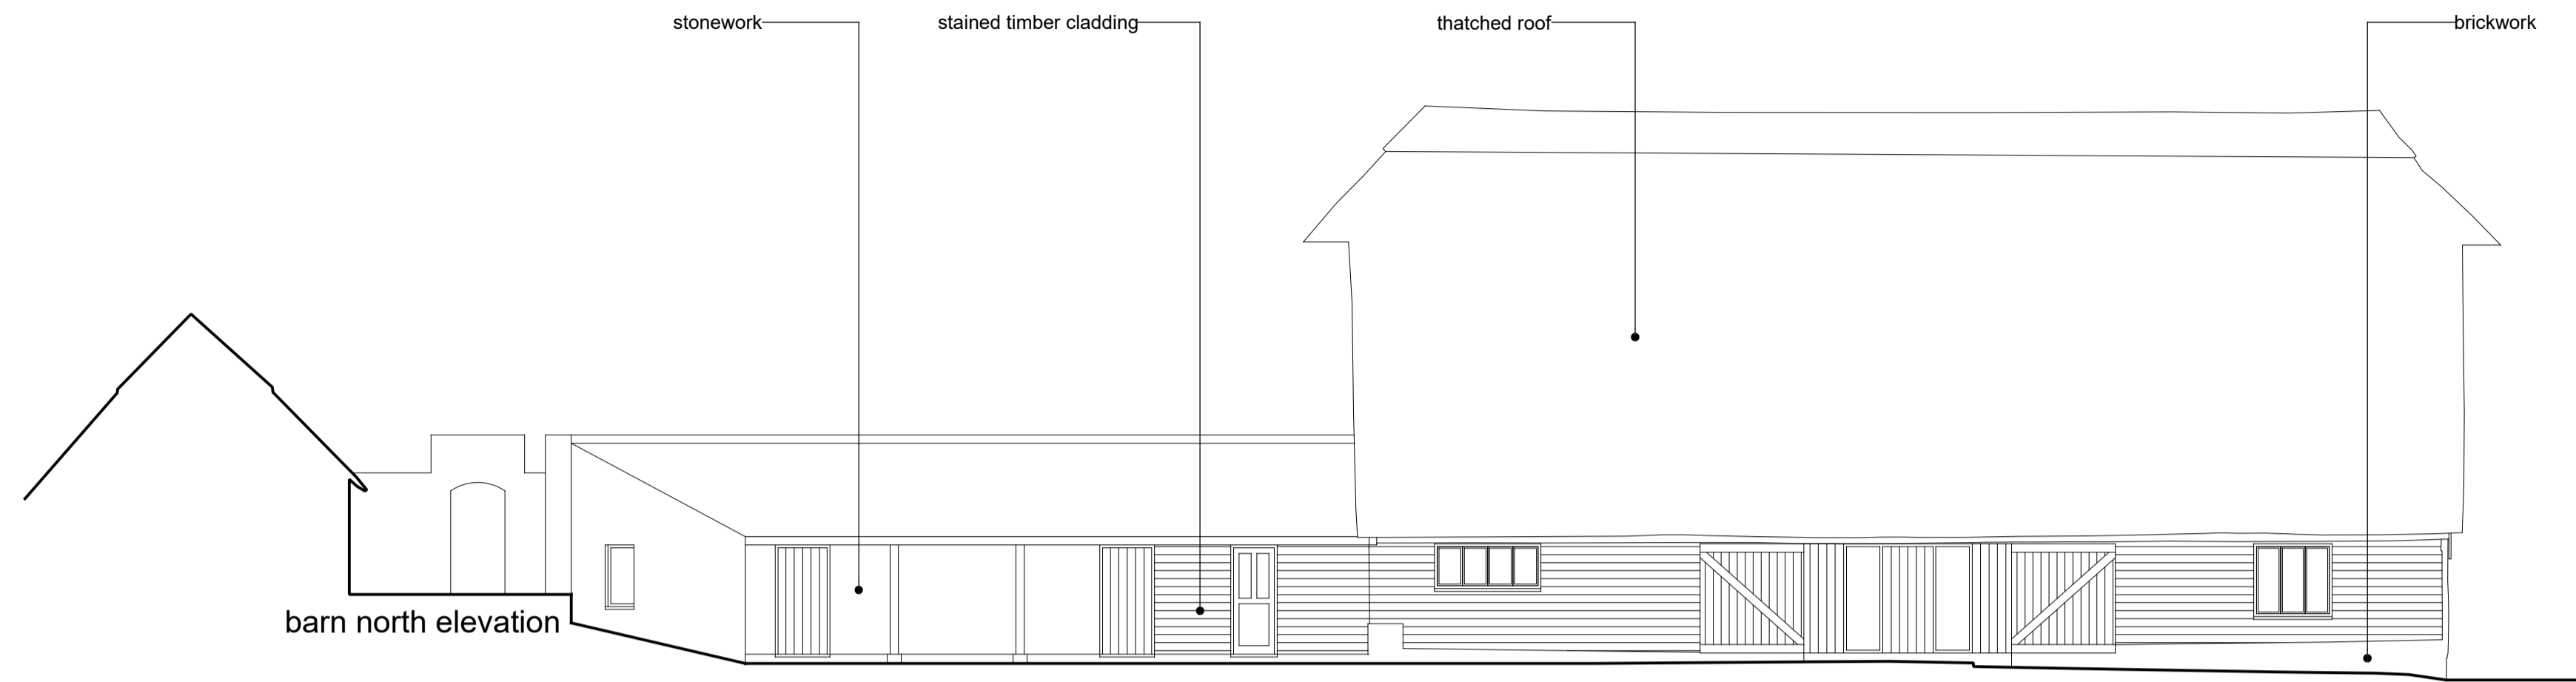 stonework
stained timber cladding
thatched roof
brickwork
barn north elevation